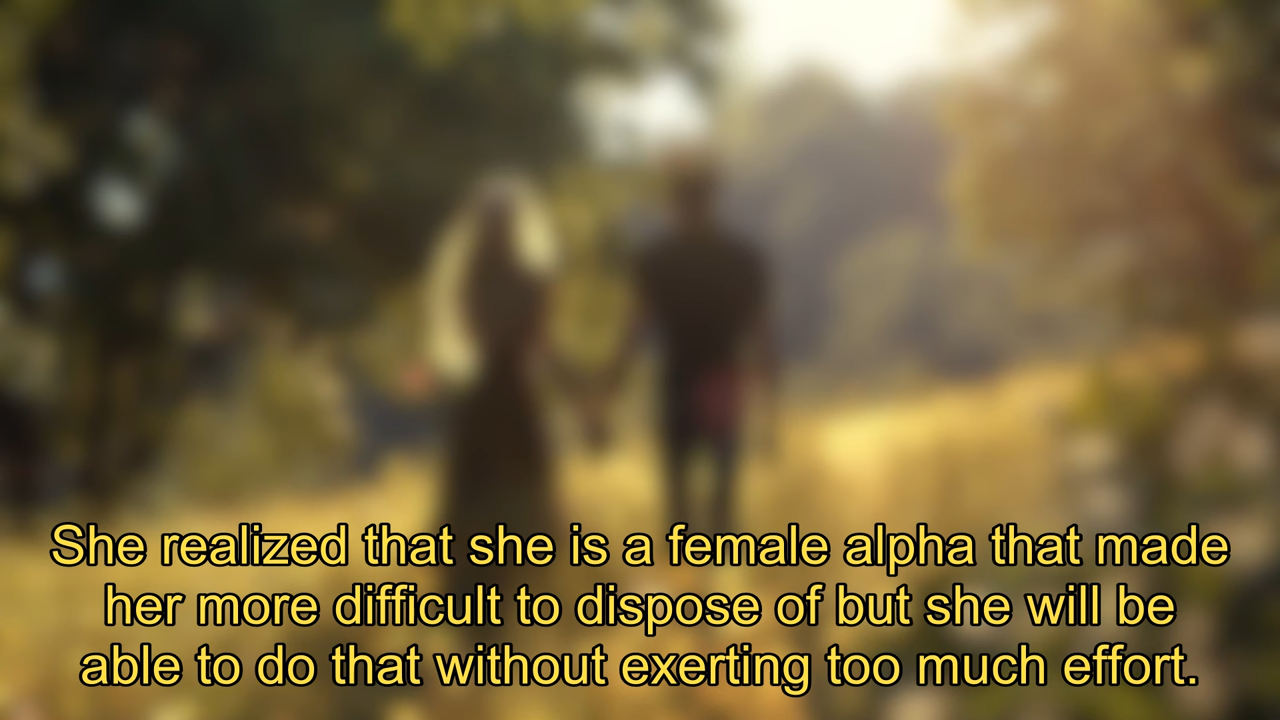 She realized that she is a female alpha that made
her more difficult to dispose of but she will be
able to do that without exerting too much effort.